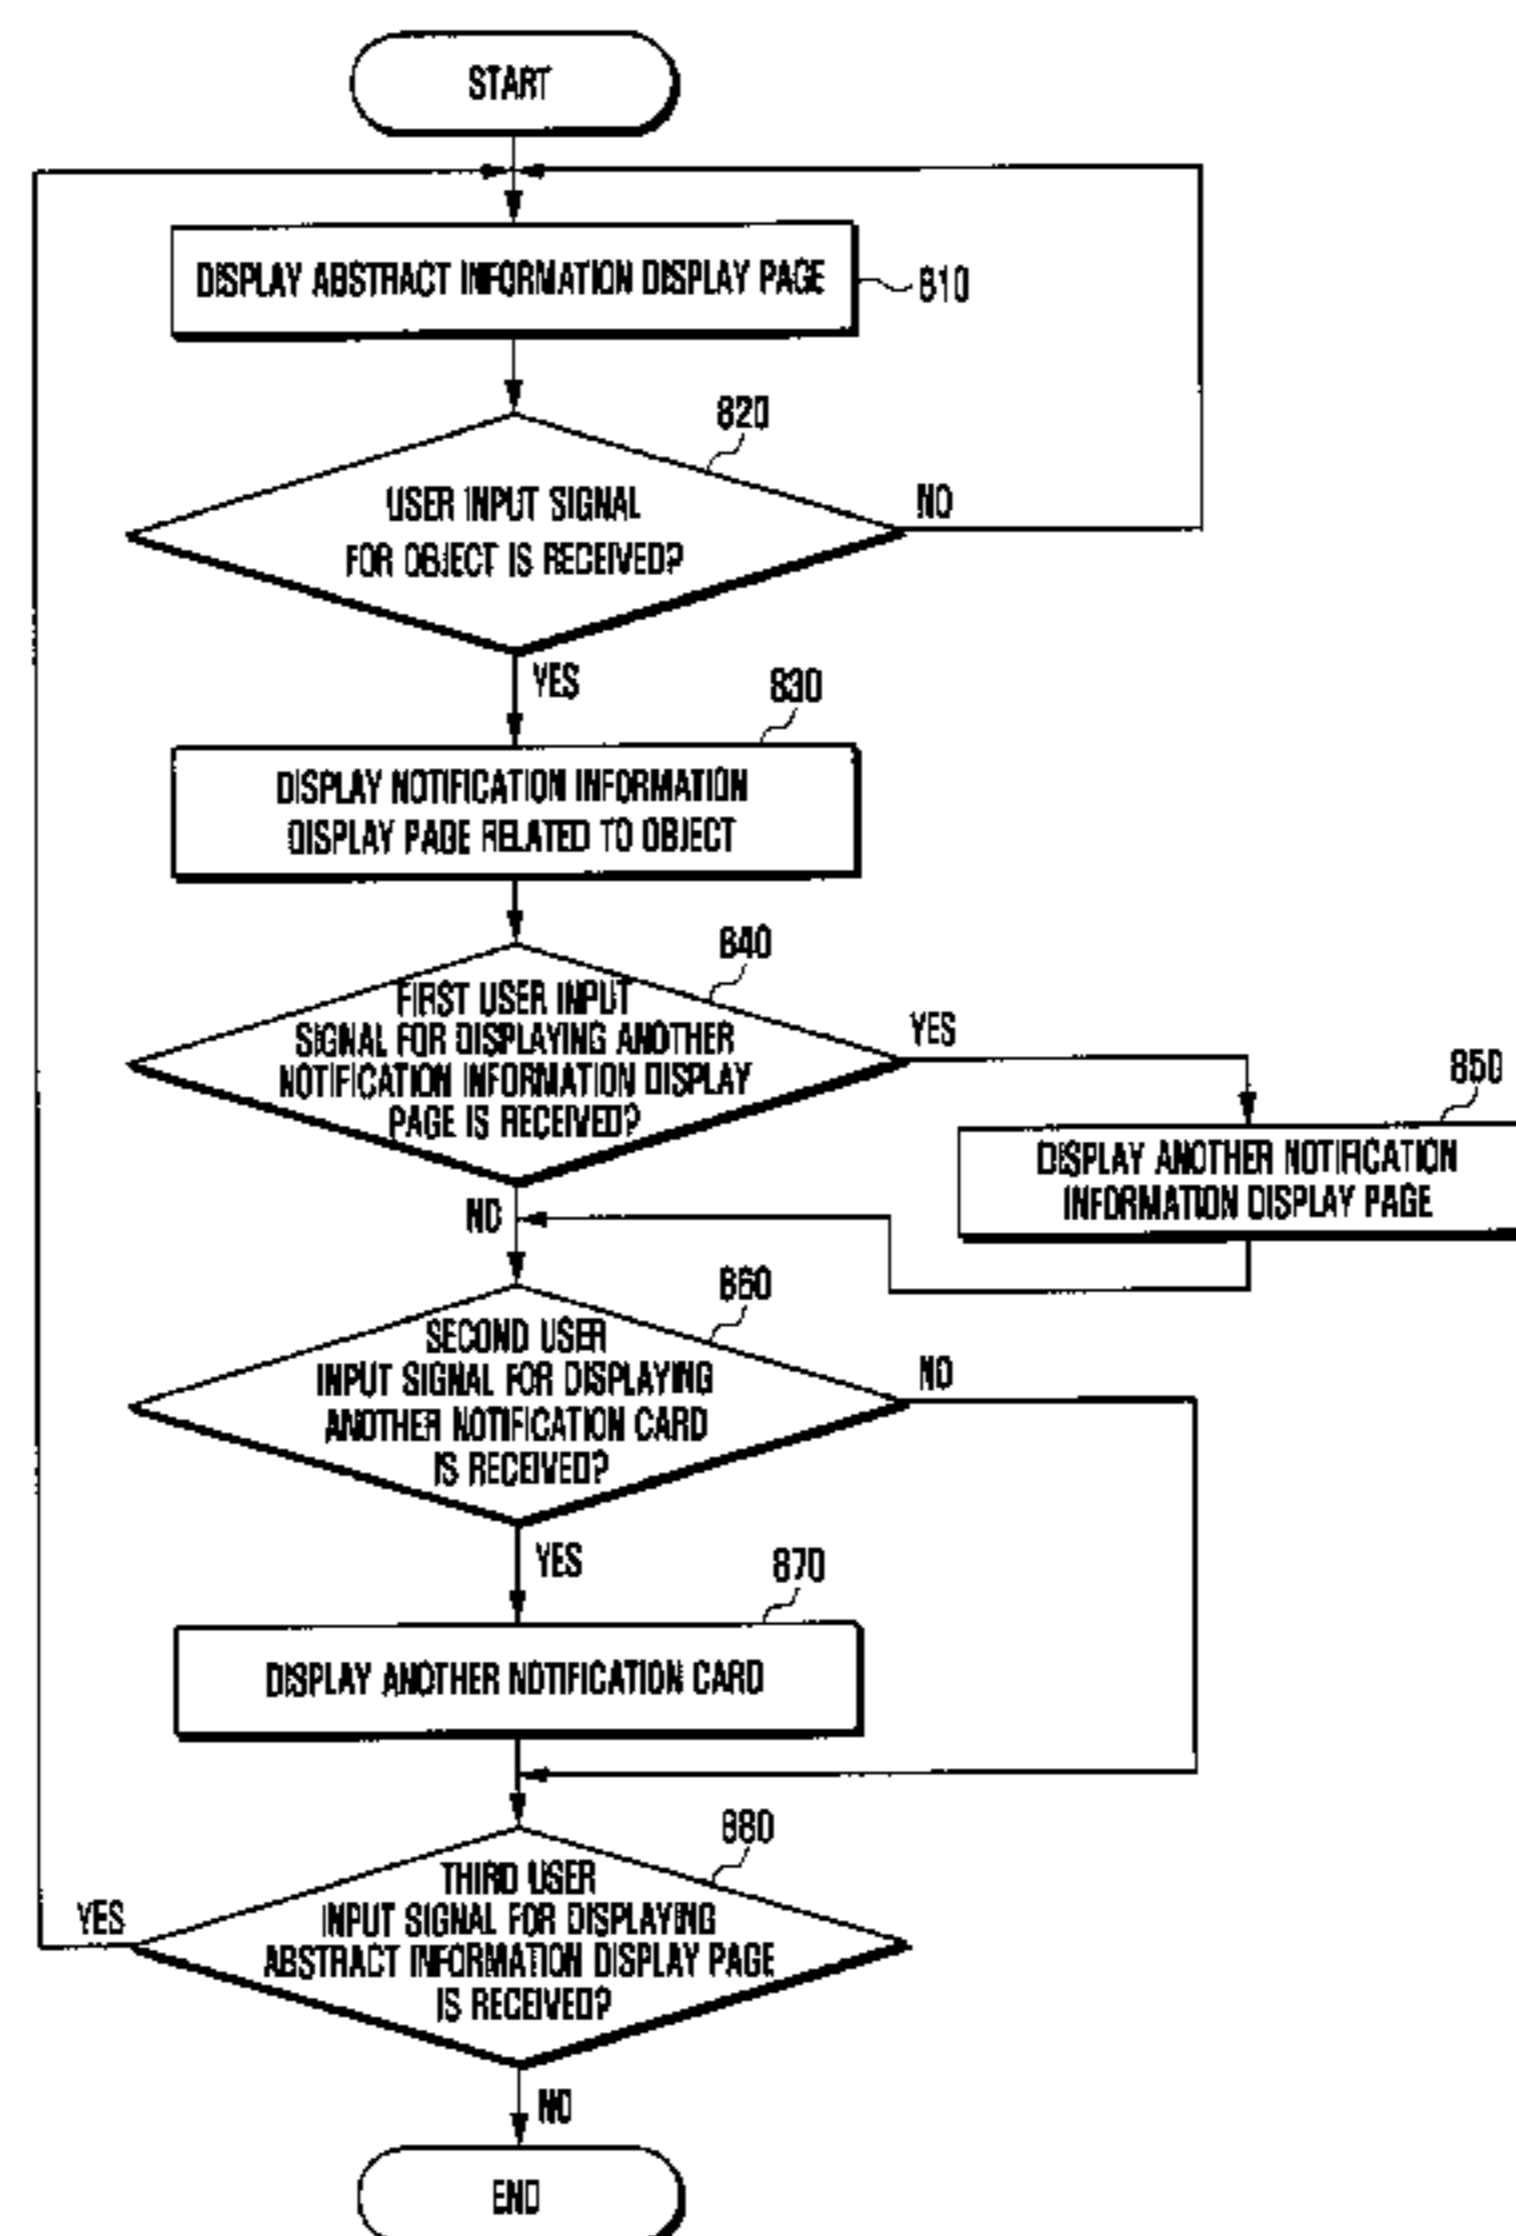 START
DISPLAY ABSTRACT INFORMATION DISPLAY PAGE
810
820
USER INPUT SIGNAL
FOR OBJECT IS RECEIVED?
NO
YES
830
DISPLAY NOTIFICATION INFORMATION
DISPLAY PAGE RELATED TO OBJECT
840
FIRST USER INPUT
SIGNAL FOR DISPLAYING ANOTHER
NOTIFICATION INFORMATION DISPLAY
PAGE IS RECEIVED?
YES
850
DISPLAY ANOTHER NOTIFICATION
INFORMATION DISPLAY PAGE
NO
860
SECOND USER
INPUT SIGNAL FOR DISPLAYING
ANOTHER NOTIFICATION CARD
IS RECEIVED?
NO
YES
870
DISPLAY ANOTHER NOTIFICATION CARD
880
THIRD USER
INPUT SIGNAL FOR DISPLAYING
ABSTRACT INFORMATION DISPLAY PAGE
IS RECEIVED?
YES
NO
END